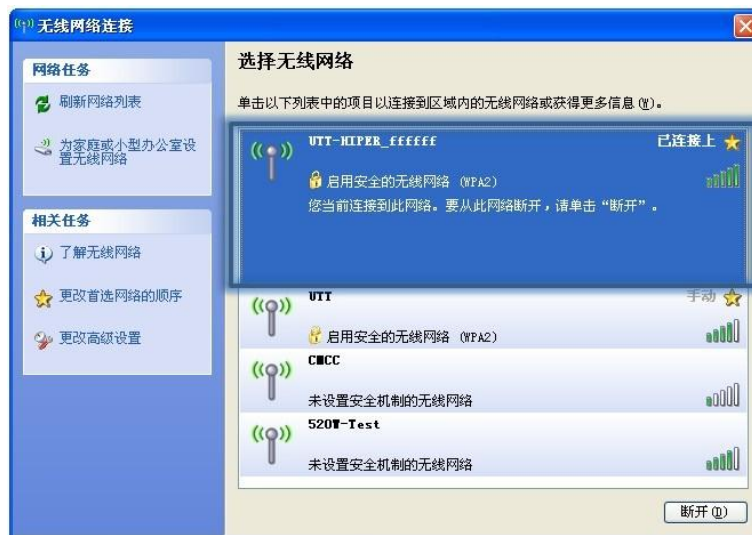 无线网络连接
网络任务
刷新网络列表
为家庭或小型办公室设
置无线网络
相关任务
了解无线网络
更改首选网络的顺序
更改高级设置
选择无线网络
单击以下列表中的项目以连接到区域内的无线网络或获得更多信息(W)。
UTT-HIPER_ffffff 已连接上
启用安全的无线网络 (WPA2)
您当前连接到此网络。要从此网络断开，请单击“断开”。
UTT 手动
启用安全的无线网络 (WPA2)
CMCC
未设置安全机制的无线网络
520W-Test
未设置安全机制的无线网络
断开(D)